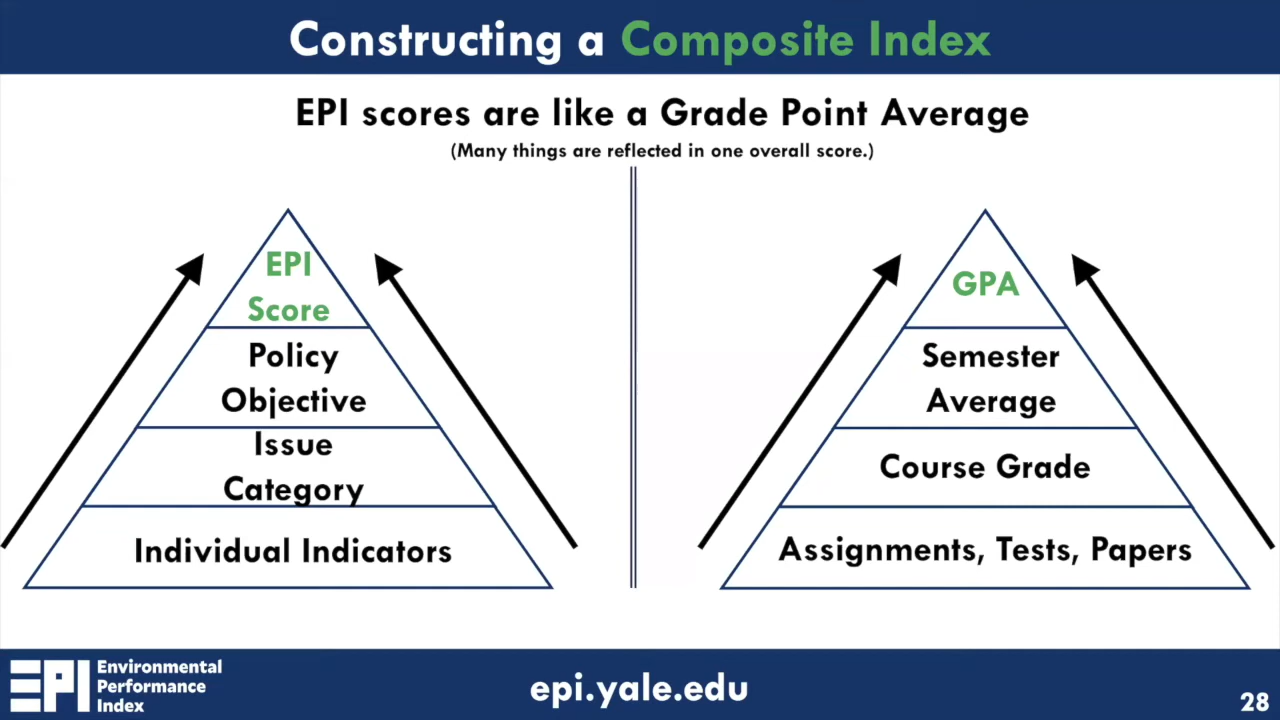 Constructing a Composite Index
EPI scores are like a Grade Point Average
(Many things are reflected in one overall score.)
EPI
Score
Policy
Objective
Issue
Category
Individual Indicators
GPA
Semester
Average
Course Grade
Assignments, Tests, Papers
EPI
Environmental
Performance
Index
epi.yale.edu
28